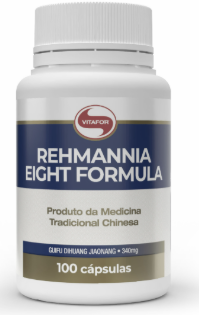 VITAFOR
REHMANNIA
EIGHT FORMULA
Produto da Medicina
Tradicional Chinesa
GUIFU DIHUANG JIAONANG • 340mg
100 cápsulas